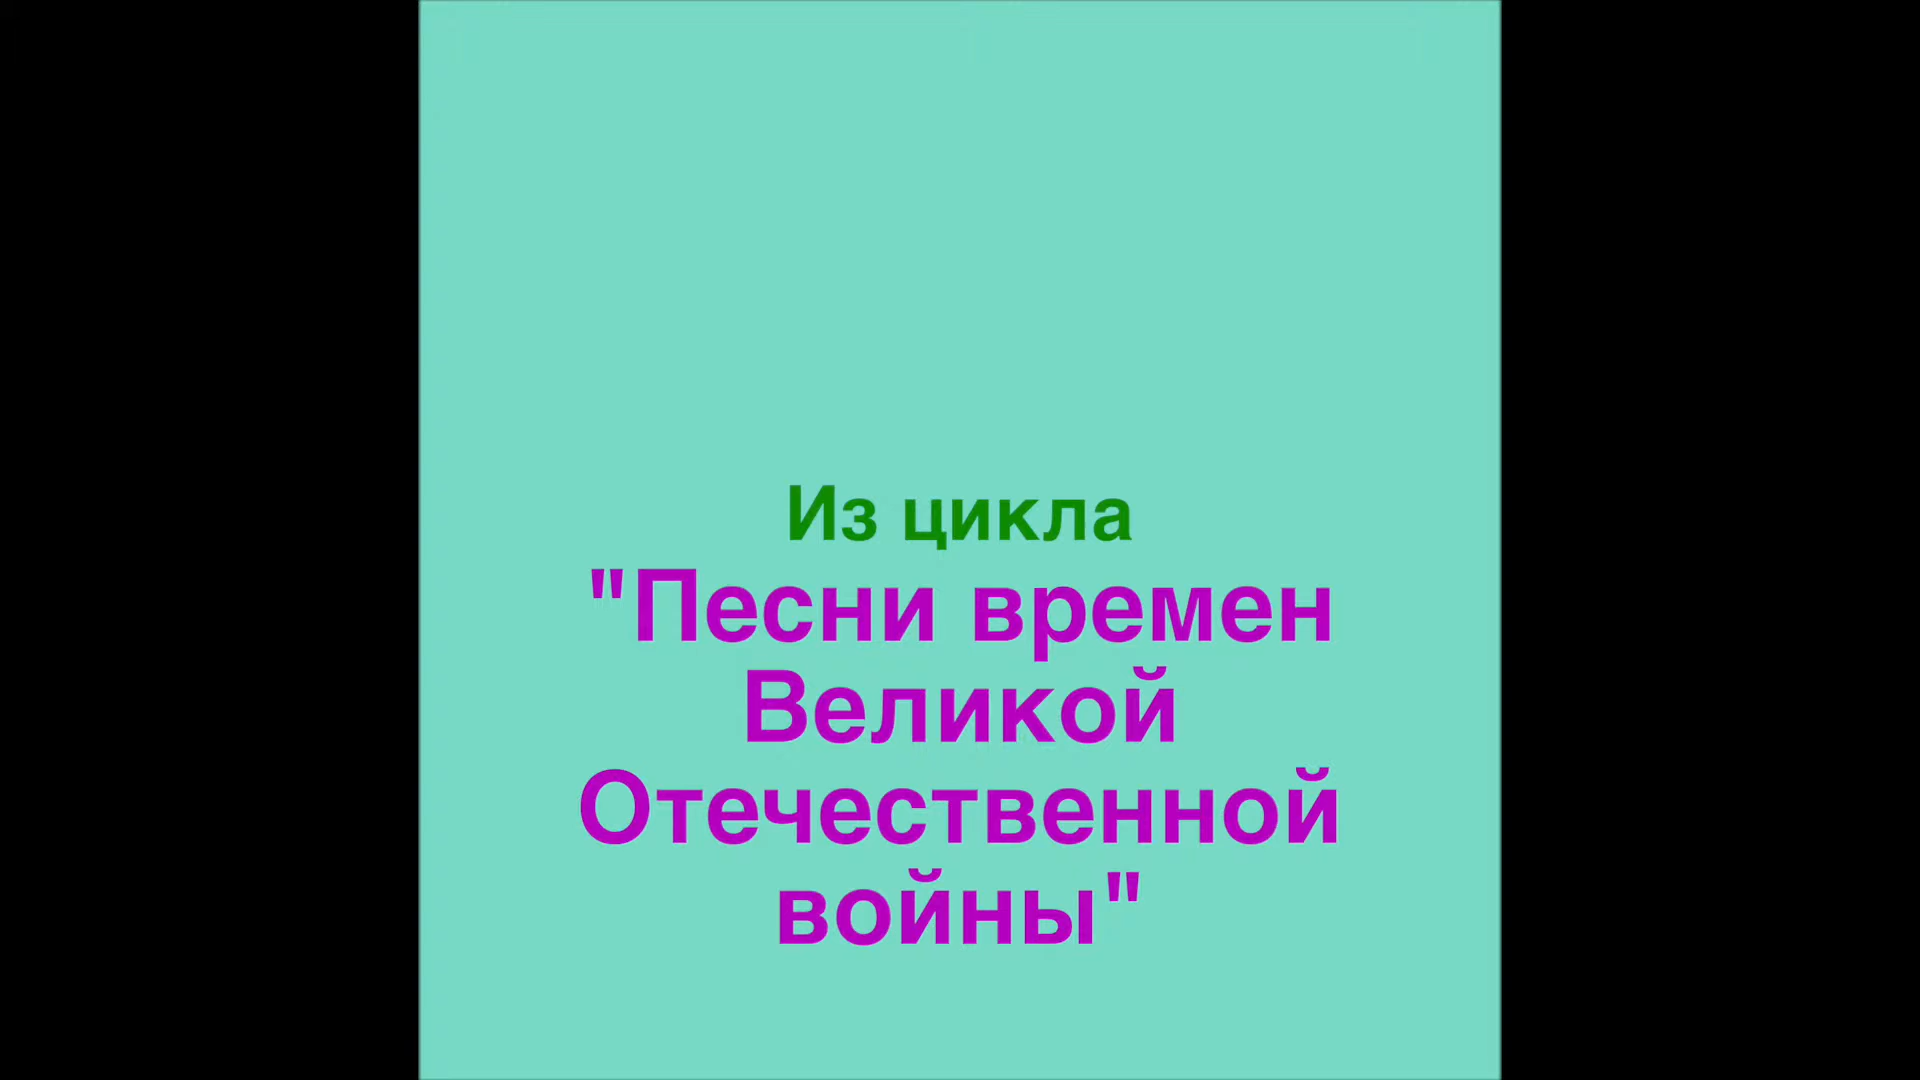 Из цикла
"Песни времен
Великой
Отечественной
войны"